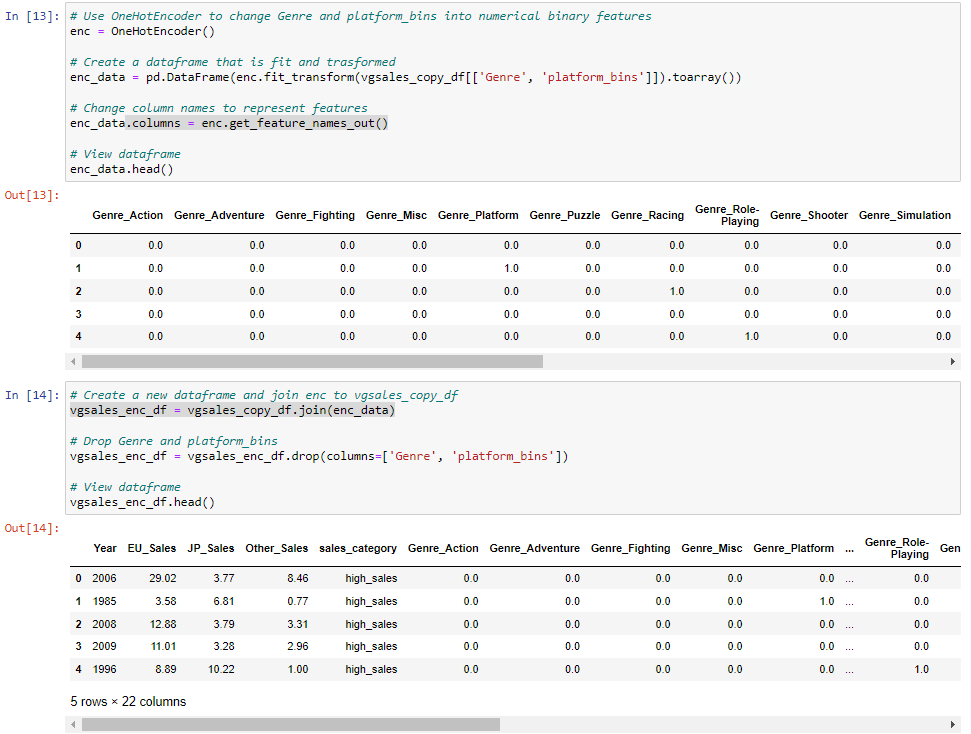 In [13]: # Use OneHotEncoder to change Genre and platform_bins into numerical binary features
enc = OneHotEncoder()
# Create a dataframe that is fit and trasformed
enc_data = pd.DataFrame(enc.fit_transform(vgsales_copy_df[['Genre', 'platform_bins']]).toarray())
# Change column names to represent features
enc_data.columns = enc.get_feature_names_out()
# View dataframe
enc_data.head()
Out[13]:
Genre_Action Genre_Adventure Genre_Fighting Genre_Misc Genre_Platform Genre_Puzzle Genre_Racing Genre_Role-Playing Genre_Shooter Genre_Simulation
0 0.0 0.0 0.0 0.0 0.0 0.0 0.0 0.0 0.0 0.0
1 0.0 0.0 0.0 0.0 1.0 0.0 0.0 0.0 0.0 0.0
2 0.0 0.0 0.0 0.0 0.0 0.0 1.0 0.0 0.0 0.0
3 0.0 0.0 0.0 0.0 0.0 0.0 0.0 0.0 0.0 0.0
4 0.0 0.0 0.0 0.0 0.0 0.0 0.0 1.0 0.0 0.0
In [14]: # Create a new dataframe and join enc to vgsales_copy_df
vgsales_enc_df = vgsales_copy_df.join(enc_data)
# Drop Genre and platform_bins
vgsales_enc_df = vgsales_enc_df.drop(columns=['Genre', 'platform_bins'])
# View dataframe
vgsales_enc_df.head()
Out[14]:
Year EU_Sales JP_Sales Other_Sales sales_category Genre_Action Genre_Adventure Genre_Fighting Genre_Misc Genre_Platform ... Genre_Role-Playing Gen
0 2006 29.02 3.77 8.46 high_sales 0.0 0.0 0.0 0.0 0.0 ... 0.0
1 1985 3.58 6.81 0.77 high_sales 0.0 0.0 0.0 0.0 1.0 ... 0.0
2 2008 12.88 3.79 3.31 high_sales 0.0 0.0 0.0 0.0 0.0 ... 0.0
3 2009 11.01 3.28 2.96 high_sales 0.0 0.0 0.0 0.0 0.0 ... 0.0
4 1996 8.89 10.22 1.00 high_sales 0.0 0.0 0.0 0.0 0.0 ... 1.0
5 rows × 22 columns